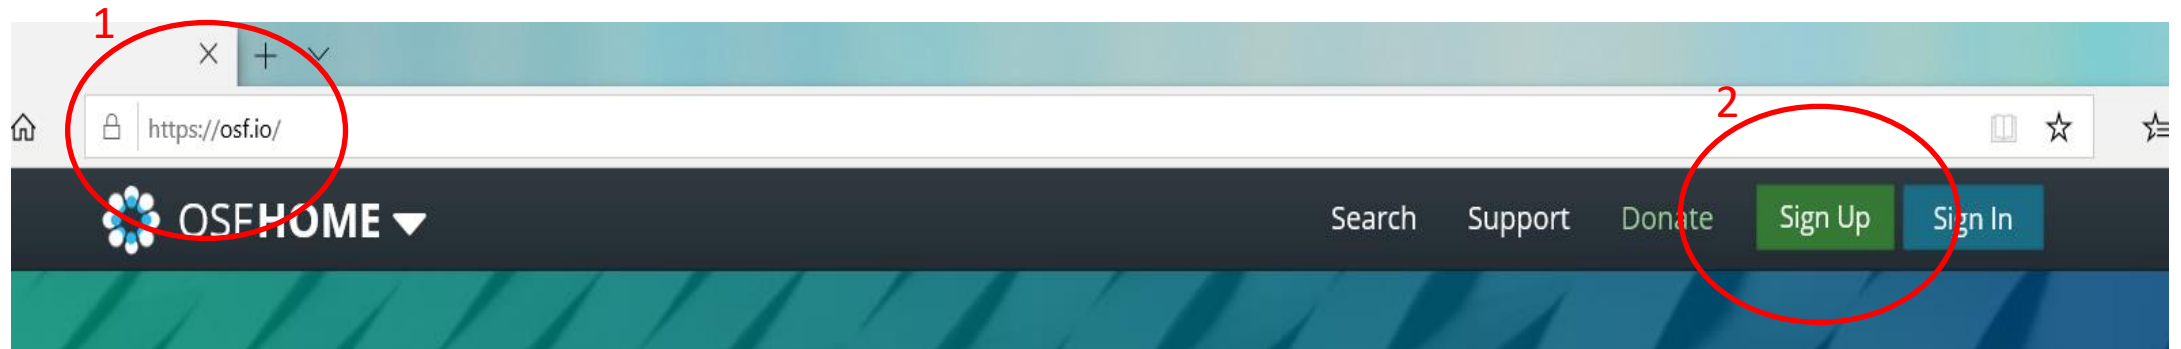 1
2
https://osf.io/
OSFHOME Search Support Donate Sign Up Sign In